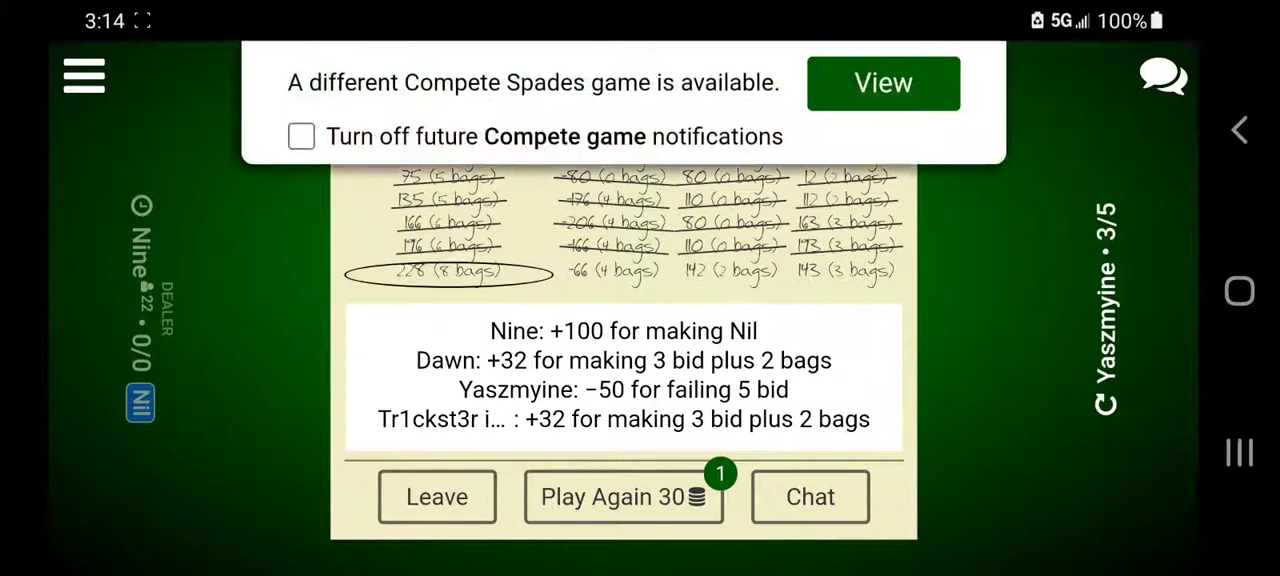 3:14 5G 100%
A different Compete Spades game is available. View
Turn off future Compete game notifications
75 (5 bags) -80 (0 bags) 80 (0 bags) 12 (2 bags)
135 (5 bags) -176 (4 bags) 110 (0 bags) 112 (2 bags)
166 (6 bags) -206 (4 bags) 80 (0 bags) 163 (3 bags)
196 (6 bags) -166 (4 bags) 110 (0 bags) 193 (3 bags)
228 (8 bags) -66 (4 bags) 142 (2 bags) 143 (3 bags)
Nine: +100 for making Nil
Dawn: +32 for making 3 bid plus 2 bags
Yaszmyine: −50 for failing 5 bid
Tr1ckst3r i... : +32 for making 3 bid plus 2 bags
Leave Play Again 30 1 Chat
DEALER
Nine 22 • 0/0 Nil
Yaszmyine • 3/5